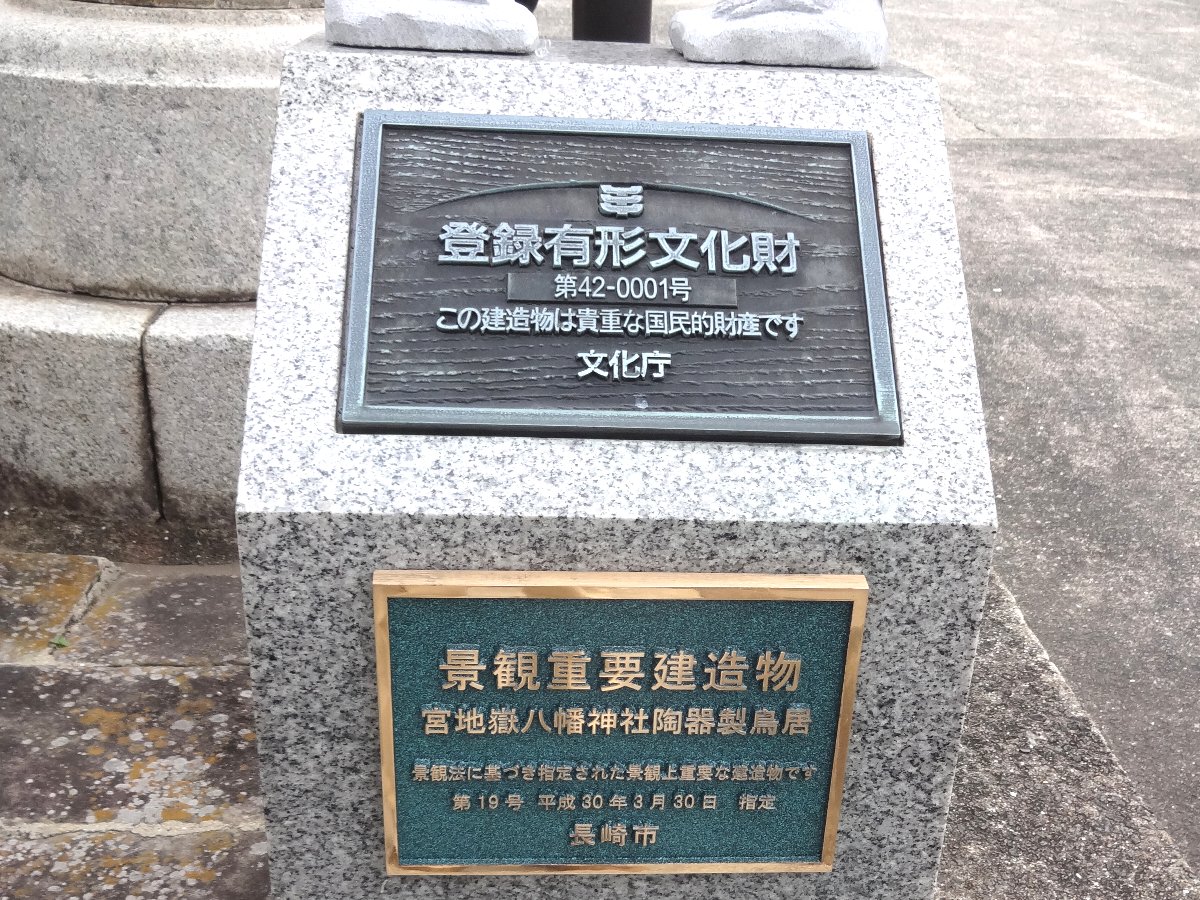 登録有形文化財
第42-0001号
この建造物は貴重な国民的財産です
文化庁
景観重要建造物
宮地嶽八幡神社陶器製鳥居
景観法に基づき指定された景観上重要な建造物です
第19号 平成30年3月30日 指定
長崎市